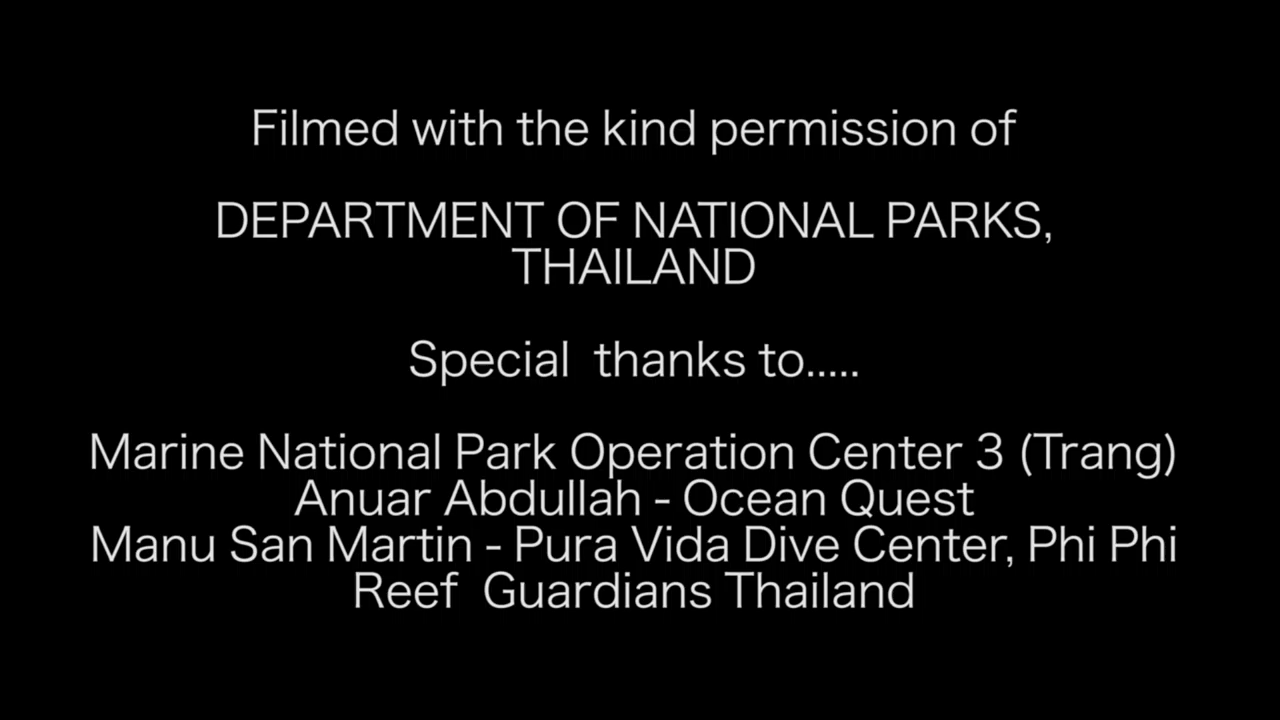 Filmed with the kind permission of
DEPARTMENT OF NATIONAL PARKS,
THAILAND
Special  thanks to.....
Marine National Park Operation Center 3 (Trang)
Anuar Abdullah - Ocean Quest
Manu San Martin - Pura Vida Dive Center, Phi Phi
Reef  Guardians Thailand